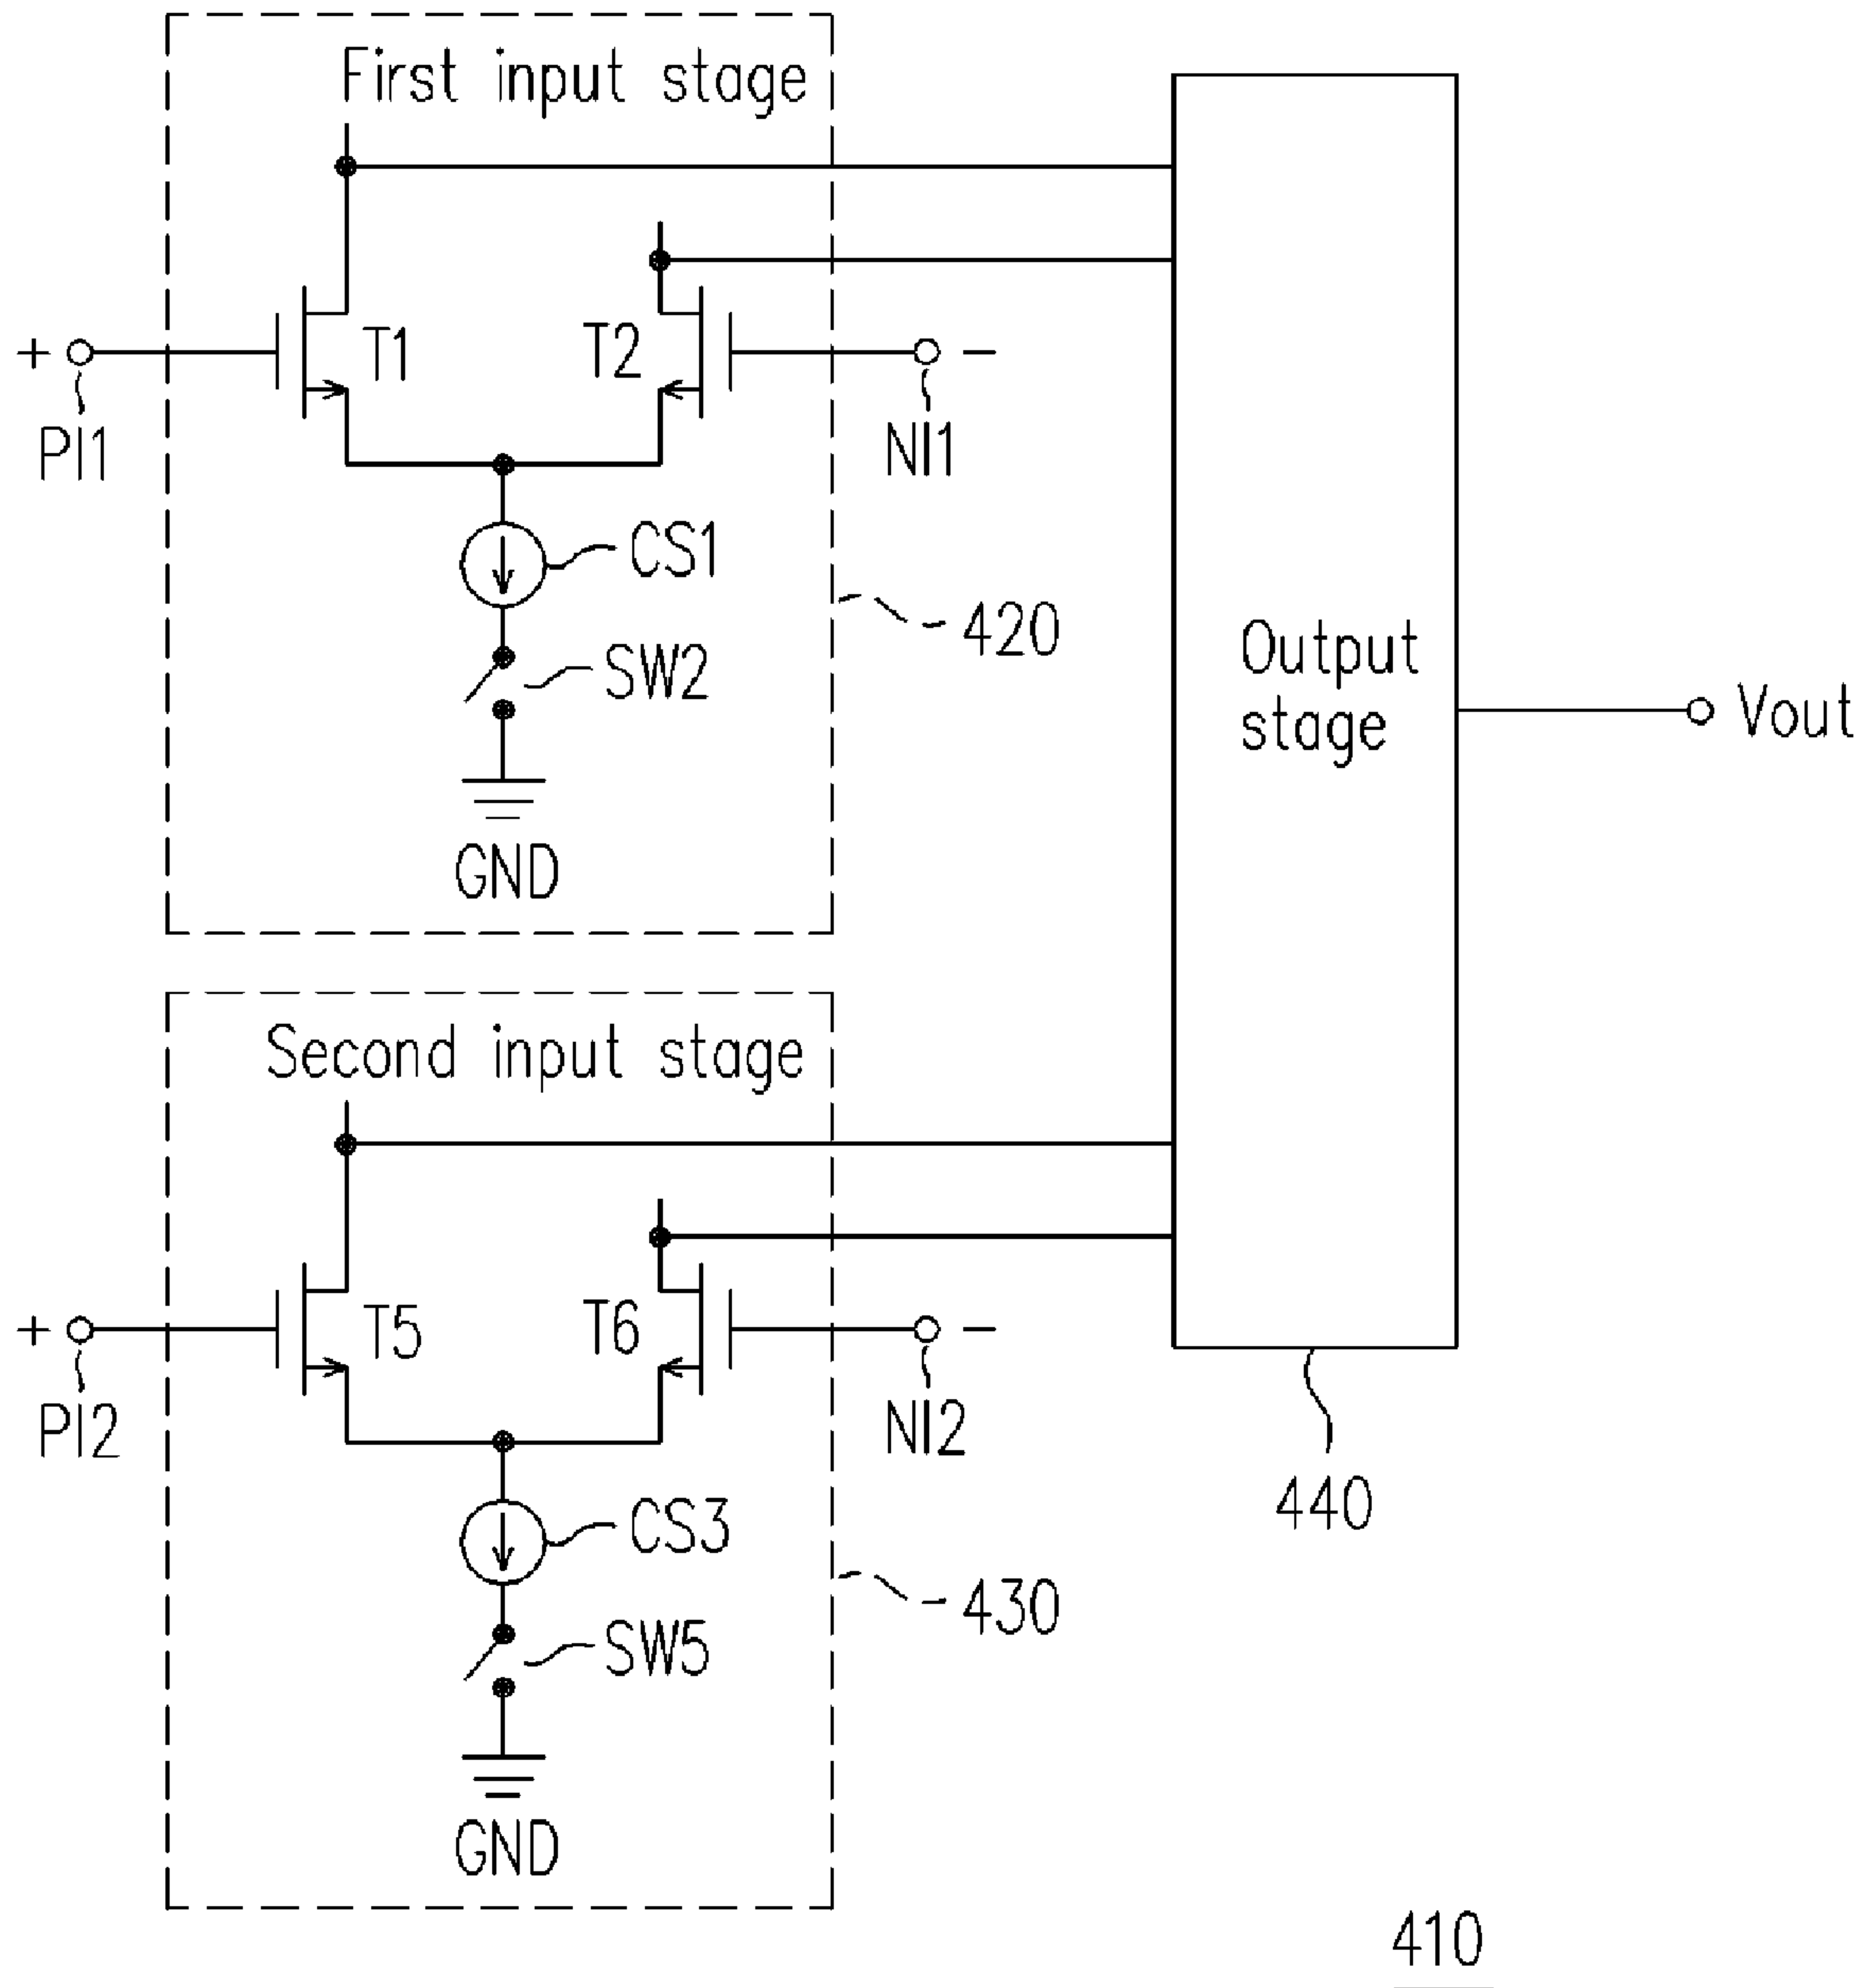 First input stage
+
T1
T2
-
PI1
NI1
CS1
420
SW2
GND
Output
stage
Vout
Second input stage
+
T5
T6
-
PI2
NI2
CS3
430
SW5
GND
440
410